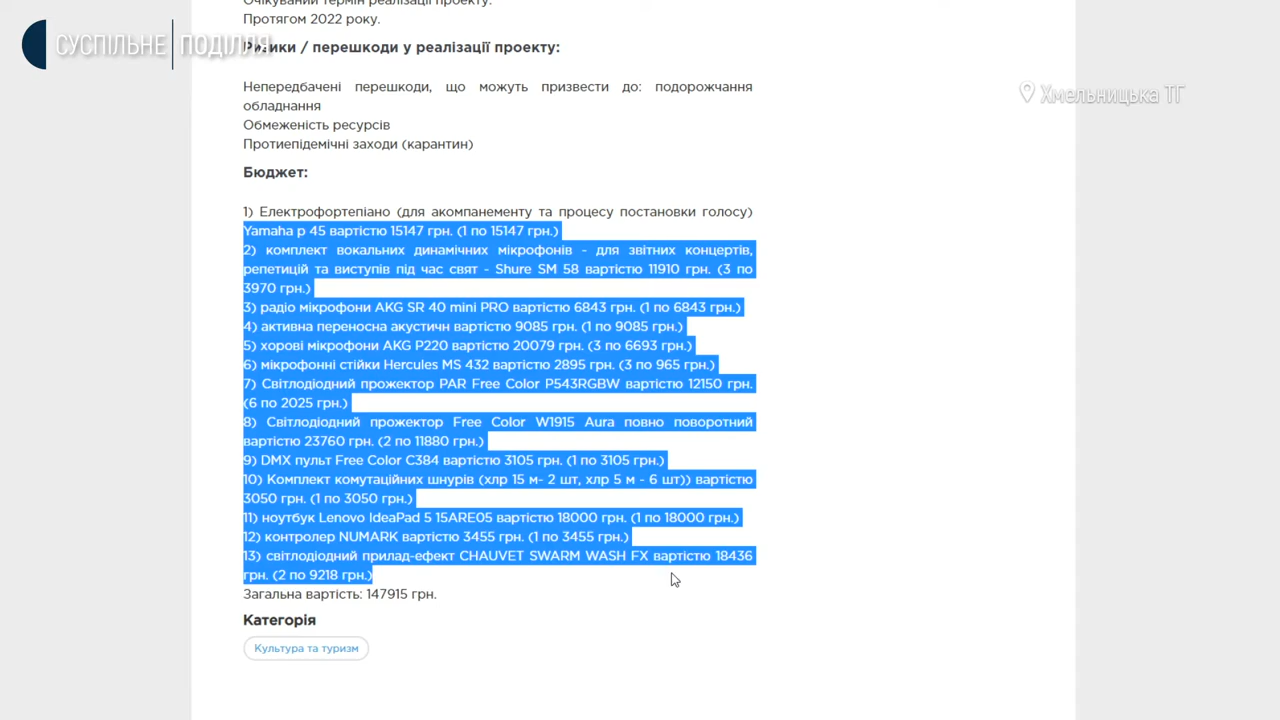 Очікуваний термін реалізації проекту:
Протягом 2022 року.
СУСПІЛЬНЕ ПОДІЛЛЯ
Ризики / перешкоди у реалізації проекту:
Непередбачені перешкоди, що можуть призвести до: подорожчання
обладнання
Хмельницька ТГ
Обмеженість ресурсів
Протиепідемічні заходи (карантин)
Бюджет:
1) Електрофортепіано (для акомпанементу та процесу постановки голосу)
Yamaha p 45 вартістю 15147 грн. (1 по 15147 грн.)
2) комплект вокальних динамічних мікрофонів - для звітних концертів,
репетицій та виступів під час свят - Shure SM 58 вартістю 11910 грн. (3 по
3970 грн.)
3) радіо мікрофони AKG SR 40 mini PRO вартістю 6843 грн. (1 по 6843 грн.)
4) активна переносна акустичн вартістю 9085 грн. (1 по 9085 грн.)
5) хорові мікрофони AKG P220 вартістю 20079 грн. (3 по 6693 грн.)
6) мікрофонні стійки Hercules MS 432 вартістю 2895 грн. (3 по 965 грн.)
7) Світлодіодний прожектор PAR Free Color P543RGBW вартістю 12150 грн.
(6 по 2025 грн.)
8) Світлодіодний прожектор Free Color W1915 Aura повно поворотний
вартістю 23760 грн. (2 по 11880 грн.)
9) DMX пульт Free Color C384 вартістю 3105 грн. (1 по 3105 грн.)
10) Комплект комутаційних шнурів (хлр 15 м- 2 шт, хлр 5 м - 6 шт)) вартістю
3050 грн. (1 по 3050 грн.)
11) ноутбук Lenovo IdeaPad 5 15ARE05 вартістю 18000 грн. (1 по 18000 грн.)
12) контролер NUMARK вартістю 3455 грн. (1 по 3455 грн.)
13) світлодіодний прилад-ефект CHAUVET SWARM WASH FX вартістю 18436
грн. (2 по 9218 грн.)
Загальна вартість: 147915 грн.
Категорія
Культура та туризм